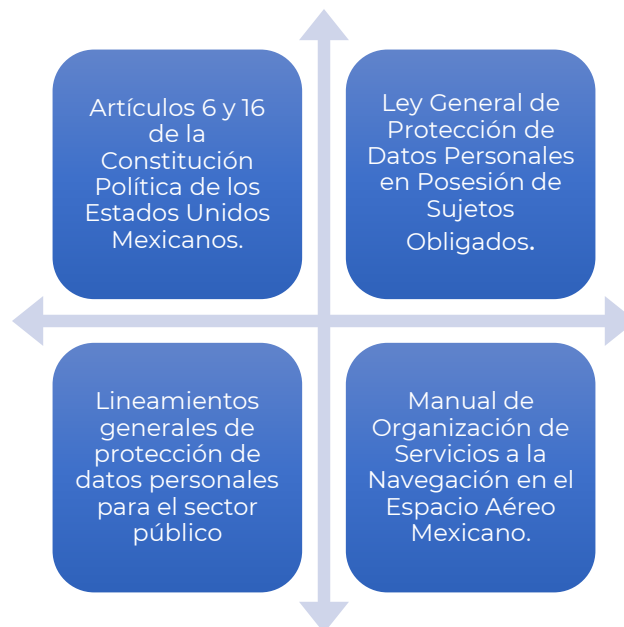 Artículos 6 y 16
de la
Constitución
Política de los
Estados Unidos
Mexicanos.
Ley General de
Protección de
Datos Personales
en Posesión de
Sujetos
Obligados.
Lineamientos
generales de
protección de
datos personales
para el sector
público
Manual de
Organización de
Servicios a la
Navegación en el
Espacio Aéreo
Mexicano.